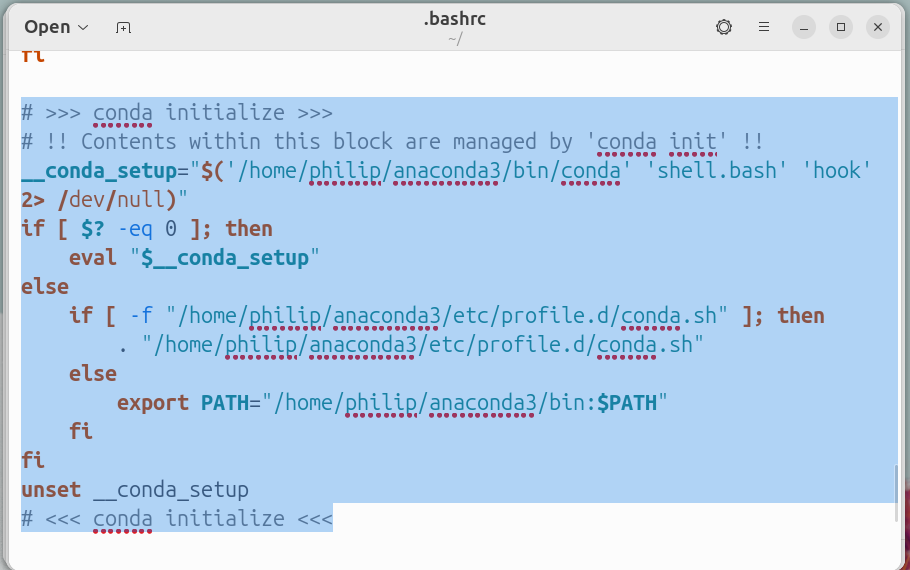 Open
.bashrc
~/
fi
# >>> conda initialize >>>
# !! Contents within this block are managed by 'conda init' !!
__conda_setup="$('/home/philip/anaconda3/bin/conda' 'shell.bash' 'hook'
2> /dev/null)"
if [ $? -eq 0 ]; then
    eval "$__conda_setup"
else
    if [ -f "/home/philip/anaconda3/etc/profile.d/conda.sh" ]; then
        . "/home/philip/anaconda3/etc/profile.d/conda.sh"
    else
        export PATH="/home/philip/anaconda3/bin:$PATH"
    fi
fi
unset __conda_setup
# <<< conda initialize <<<